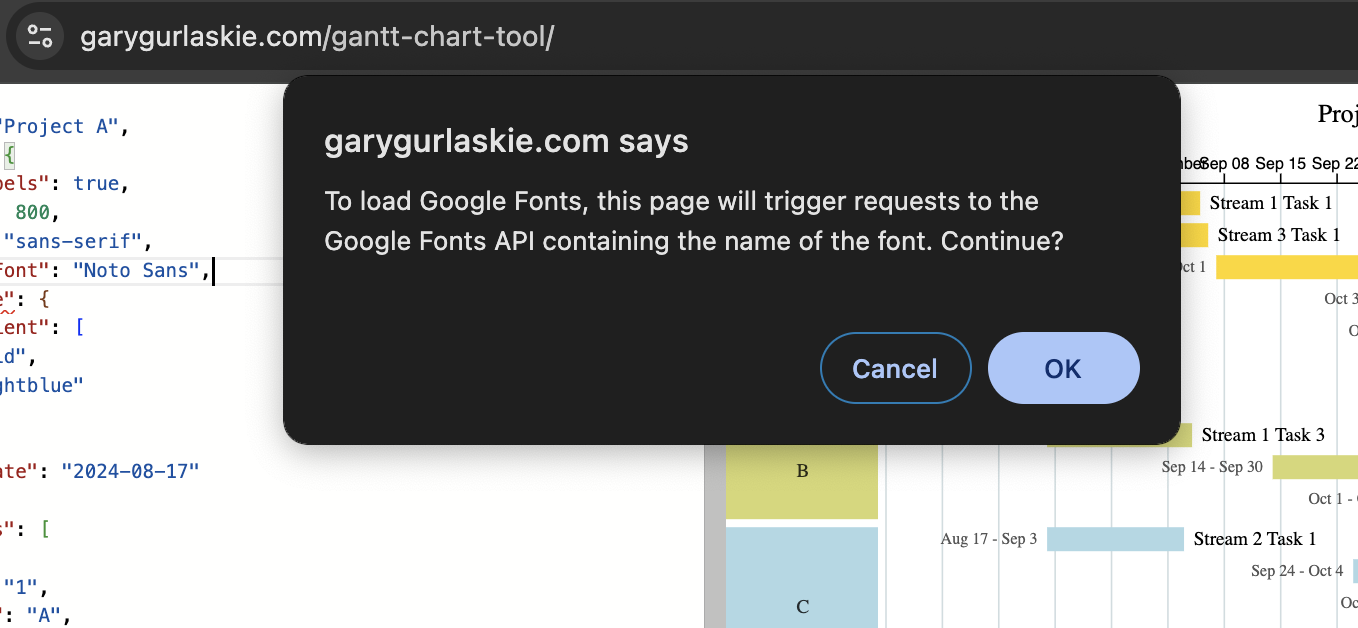 garygurlaskie.com/gantt-chart-tool/
garygurlaskie.com says
To load Google Fonts, this page will trigger requests to the
Google Fonts API containing the name of the font. Continue?
Cancel
OK
"Project A",
{
els": true,
800,
"sans-serif",
Font": "Noto Sans",
": {
ent": [
d",
ghtblue"
ate": "2024-08-17"
": [
"1",
": "A",
Proj
Sep 08 Sep 15 Sep 22
Stream 1 Task 1
Stream 3 Task 1
Oct 1
Oct 3
Stream 1 Task 3
B
Sep 14 - Sep 30
Oct 1 -
Aug 17 - Sep 3
Stream 2 Task 1
Sep 24 - Oct 4
C